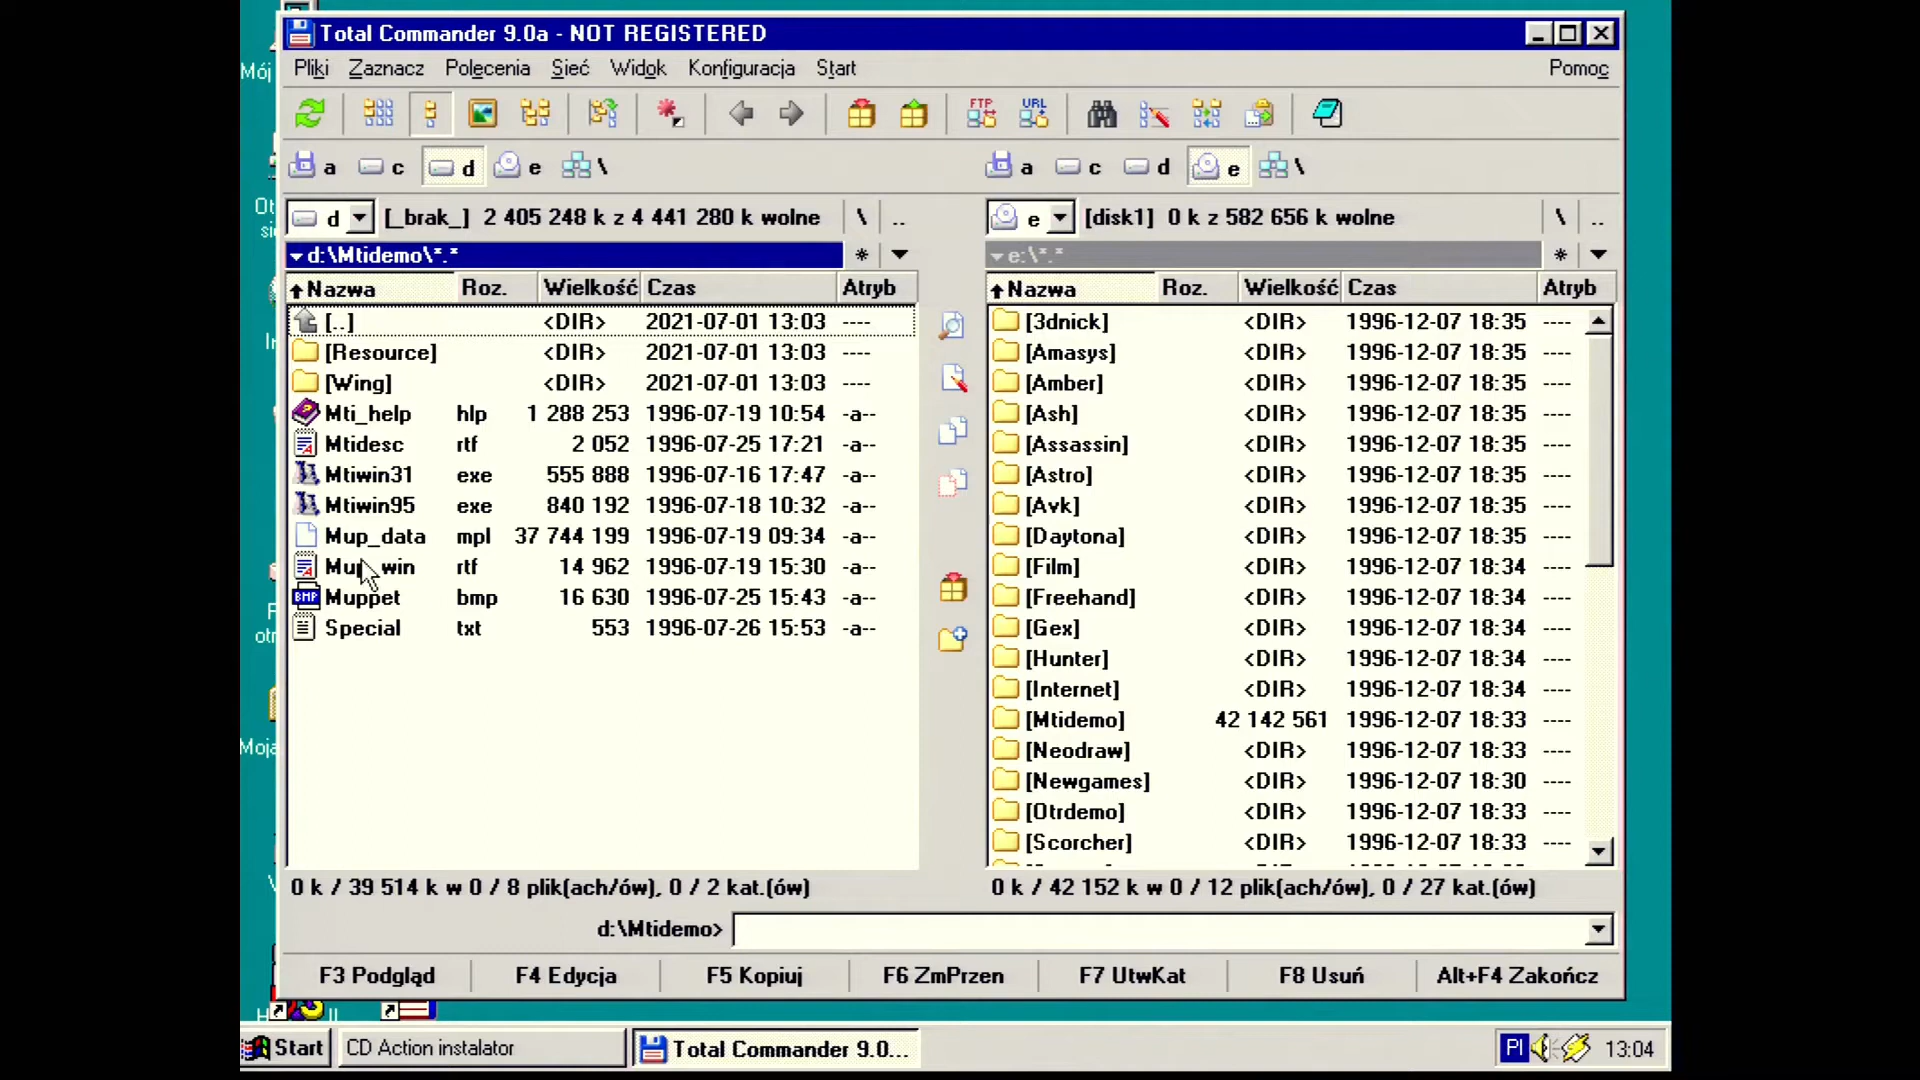 Total Commander 9.0a - NOT REGISTERED
Pliki Zaznacz Polecenia Sieć Widok Konfiguracja Start Pomoc
FTP URL
a c d e \ a c d e \
d [_brak_] 2 405 248 k z 4 441 280 k wolne \ .. e [disk1] 0 k z 582 656 k wolne \ ..
d:\Mtidemo\*.* * e:\*.* *
Nazwa Roz. Wielkość Czas Atryb Nazwa Roz. Wielkość Czas Atryb
[..] <DIR> 2021-07-01 13:03 ---- [3dnick] <DIR> 1996-12-07 18:35 ----
[Resource] <DIR> 2021-07-01 13:03 ---- [Amasys] <DIR> 1996-12-07 18:35 ----
[Wing] <DIR> 2021-07-01 13:03 ---- [Amber] <DIR> 1996-12-07 18:35 ----
Mti_help hlp 1 288 253 1996-07-19 10:54 -a-- [Ash] <DIR> 1996-12-07 18:35 ----
Mtidesc rtf 2 052 1996-07-25 17:21 -a-- [Assassin] <DIR> 1996-12-07 18:35 ----
Mtiwin31 exe 555 888 1996-07-16 17:47 -a-- [Astro] <DIR> 1996-12-07 18:35 ----
Mtiwin95 exe 840 192 1996-07-18 10:32 -a-- [Avk] <DIR> 1996-12-07 18:35 ----
Mup_data mpl 37 744 199 1996-07-19 09:34 -a-- [Daytona] <DIR> 1996-12-07 18:35 ----
Mup_win rtf 14 962 1996-07-19 15:30 -a-- [Film] <DIR> 1996-12-07 18:34 ----
BMP Muppet bmp 16 630 1996-07-25 15:43 -a-- [Freehand] <DIR> 1996-12-07 18:34 ----
Special txt 553 1996-07-26 15:53 -a-- [Gex] <DIR> 1996-12-07 18:34 ----
[Hunter] <DIR> 1996-12-07 18:34 ----
[Internet] <DIR> 1996-12-07 18:34 ----
[Mtidemo] 42 142 561 1996-12-07 18:33 ----
[Neodraw] <DIR> 1996-12-07 18:33 ----
[Newgames] <DIR> 1996-12-07 18:30 ----
[Otrdemo] <DIR> 1996-12-07 18:33 ----
[Scorcher] <DIR> 1996-12-07 18:33 ----
0 k / 39 514 k w 0 / 8 plik(ach/ów), 0 / 2 kat.(ów) 0 k / 42 152 k w 0 / 12 plik(ach/ów), 0 / 27 kat.(ów)
d:\Mtidemo>
F3 Podgląd F4 Edycja F5 Kopiuj F6 ZmPrzen F7 UtwKat F8 Usuń Alt+F4 Zakończ
Start CD Action instalator Total Commander 9.0... Pl 13:04
Mój
Ot
Moja